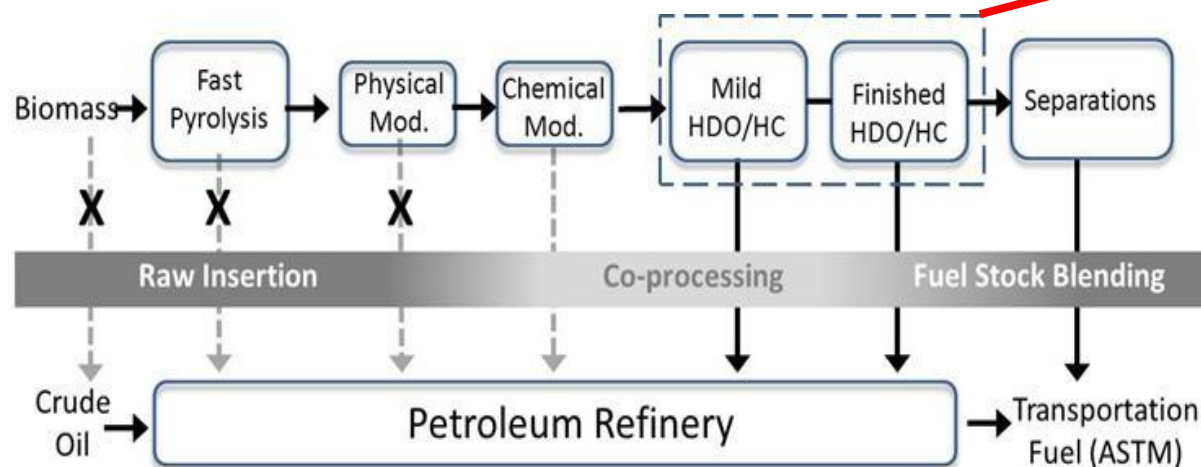 Biomass
Fast
Pyrolysis
Physical
Mod.
Chemical
Mod.
Mild
HDO/HC
Finished
HDO/HC
Separations
X
X
X
Raw Insertion
Co-processing
Fuel Stock Blending
Crude
Oil
Petroleum Refinery
Transportation
Fuel (ASTM)